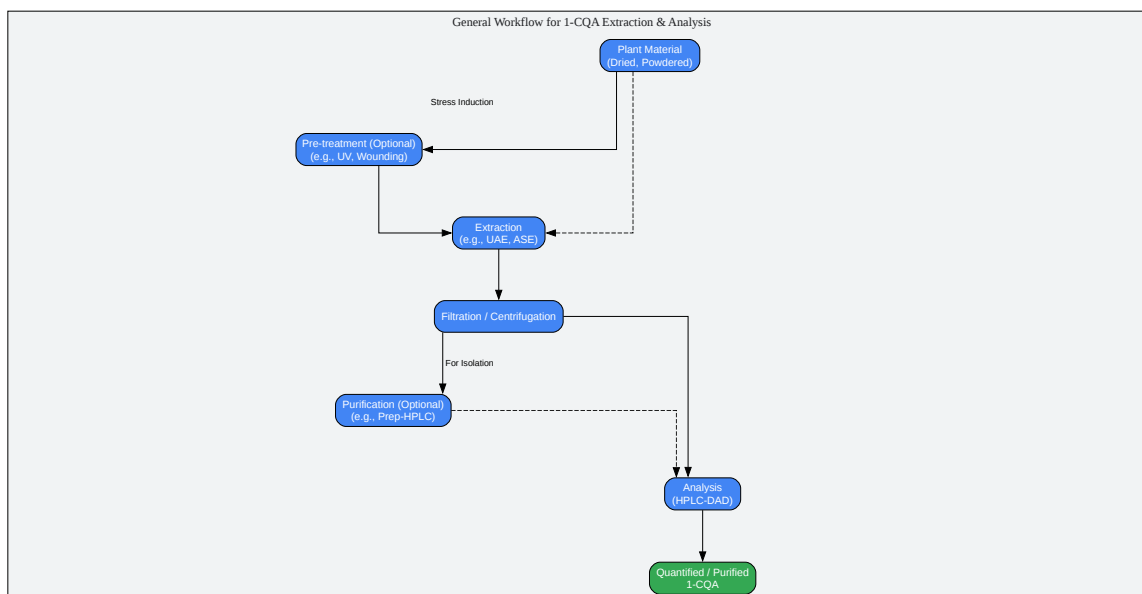 General Workflow for 1-CQA Extraction & Analysis
Plant Material
(Dried, Powdered)
Stress Induction
Pre-treatment (Optional)
(e.g., UV, Wounding)
Extraction
(e.g., UAE, ASE)
Filtration / Centrifugation
For Isolation
Purification (Optional)
(e.g., Prep-HPLC)
Analysis
(HPLC-DAD)
Quantified / Purified
1-CQA